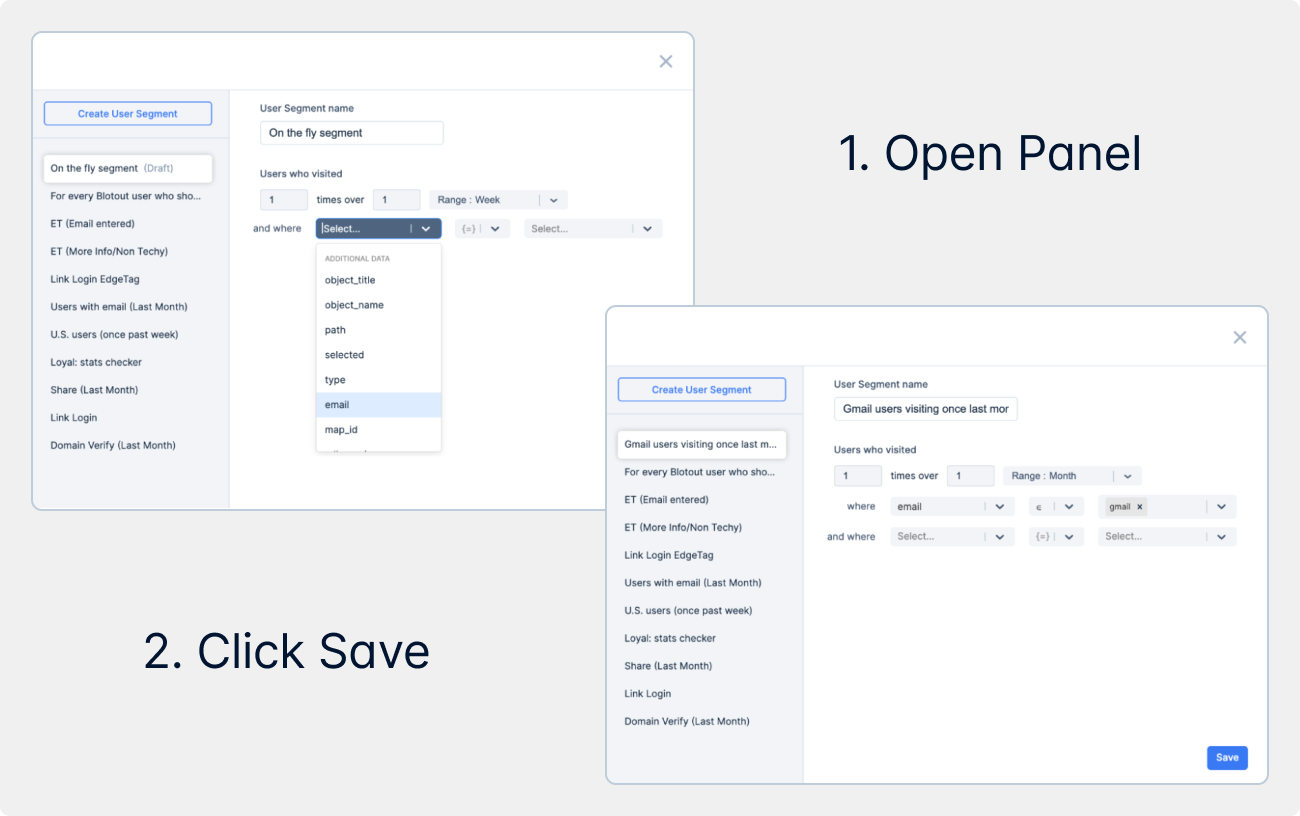 Create User Segment
On the fly segment (Draft)
For every Blotout user who sho...
ET (Email entered)
ET (More Info/Non Techy)
Link Login EdgeTag
Users with email (Last Month)
U.S. users (once past week)
Loyal: stats checker
Share (Last Month)
Link Login
Domain Verify (Last Month)
User Segment name
On the fly segment
Users who visited
1 times over 1 Range : Week
and where Select... {=} Select...
ADDITIONAL DATA
object_title
object_name
path
selected
type
email
map_id
1. Open Panel
2. Click Save
Create User Segment
Gmail users visiting once last m...
For every Blotout user who sho...
ET (Email entered)
ET (More Info/Non Techy)
Link Login EdgeTag
Users with email (Last Month)
U.S. users (once past week)
Loyal: stats checker
Share (Last Month)
Link Login
Domain Verify (Last Month)
User Segment name
Gmail users visiting once last mor
Users who visited
1 times over 1 Range : Month
where email ∈ gmail ×
and where Select... {=} Select...
Save